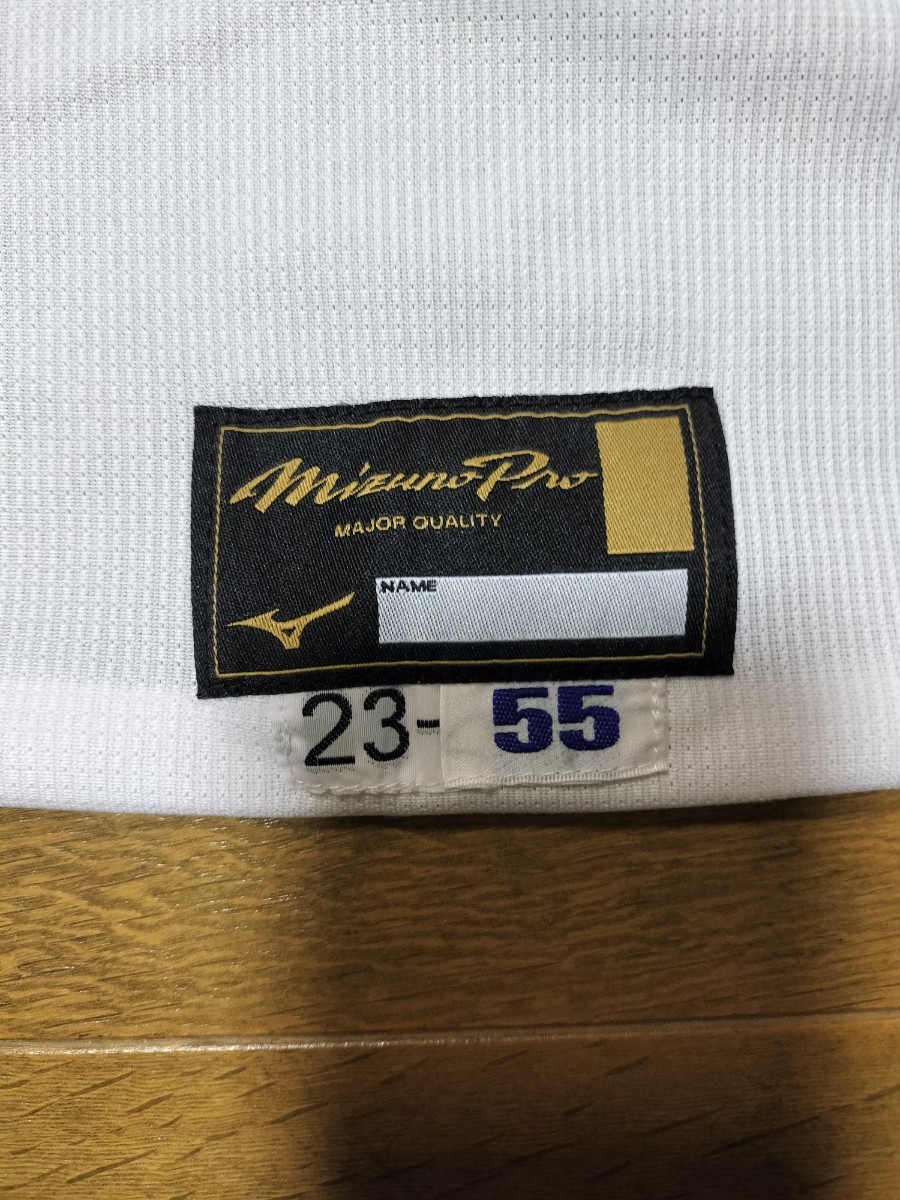 Mizuno Pro
MAJOR QUALITY
NAME
23-55